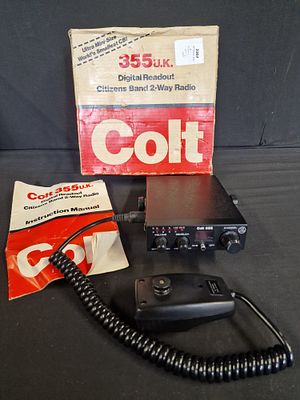 Ultra Mini Size
World's Smallest CB!
355 U.K.
Digital Readout
Citizens Band 2-Way Radio
Colt
Colt 355 U.K.
Digital Readout
Citizens Band 2-Way Radio
Instruction Manual
Colt
Colt 355